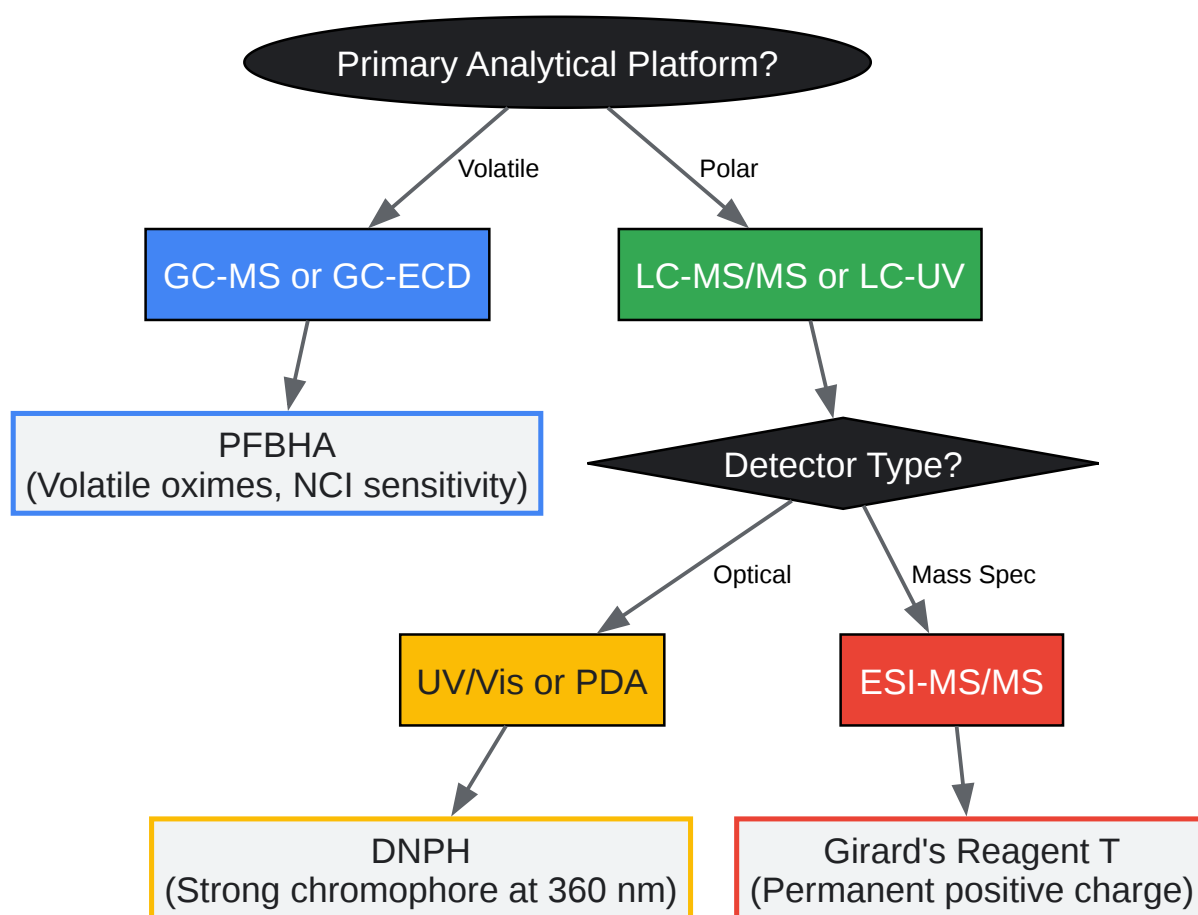 Primary Analytical Platform?
Volatile
Polar
GC-MS or GC-ECD
LC-MS/MS or LC-UV
PFBHA
(Volatile oximes, NCI sensitivity)
Detector Type?
Optical
Mass Spec
UV/Vis or PDA
ESI-MS/MS
DNPH
(Strong chromophore at 360 nm)
Girard's Reagent T
(Permanent positive charge)